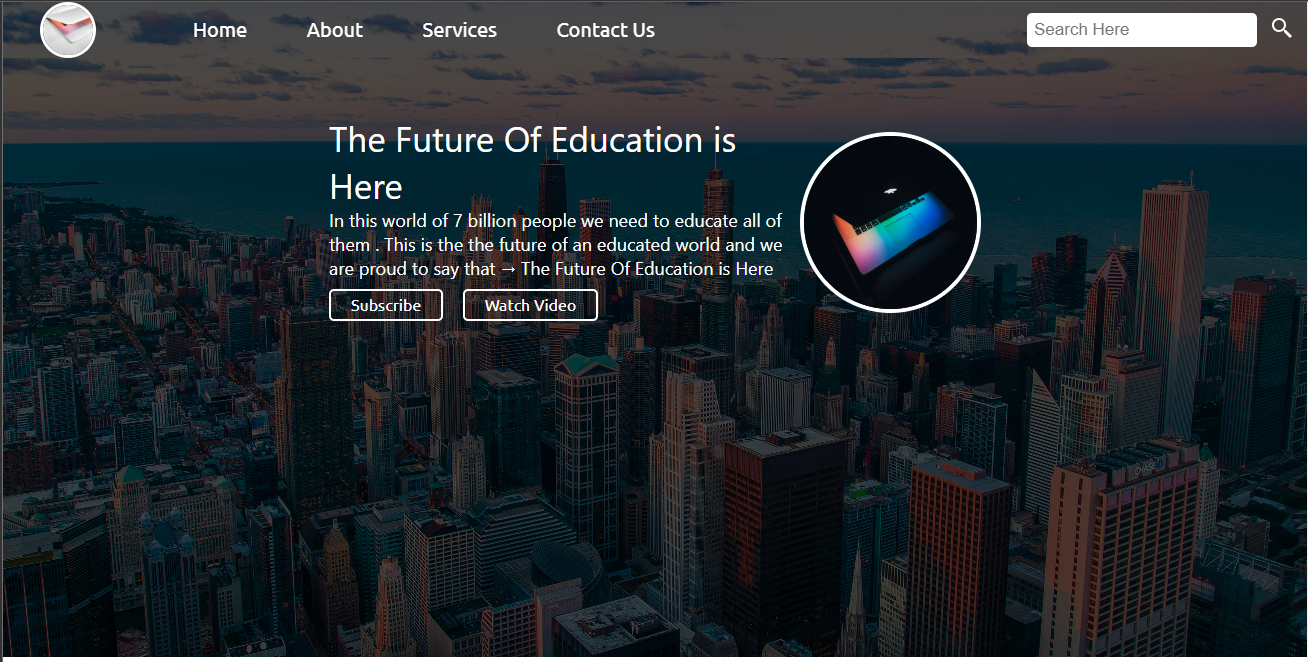 Home About Services Contact Us Search Here
The Future Of Education is
Here
In this world of 7 billion people we need to educate all of
them . This is the the future of an educated world and we
are proud to say that → The Future Of Education is Here
Subscribe Watch Video
CHASE